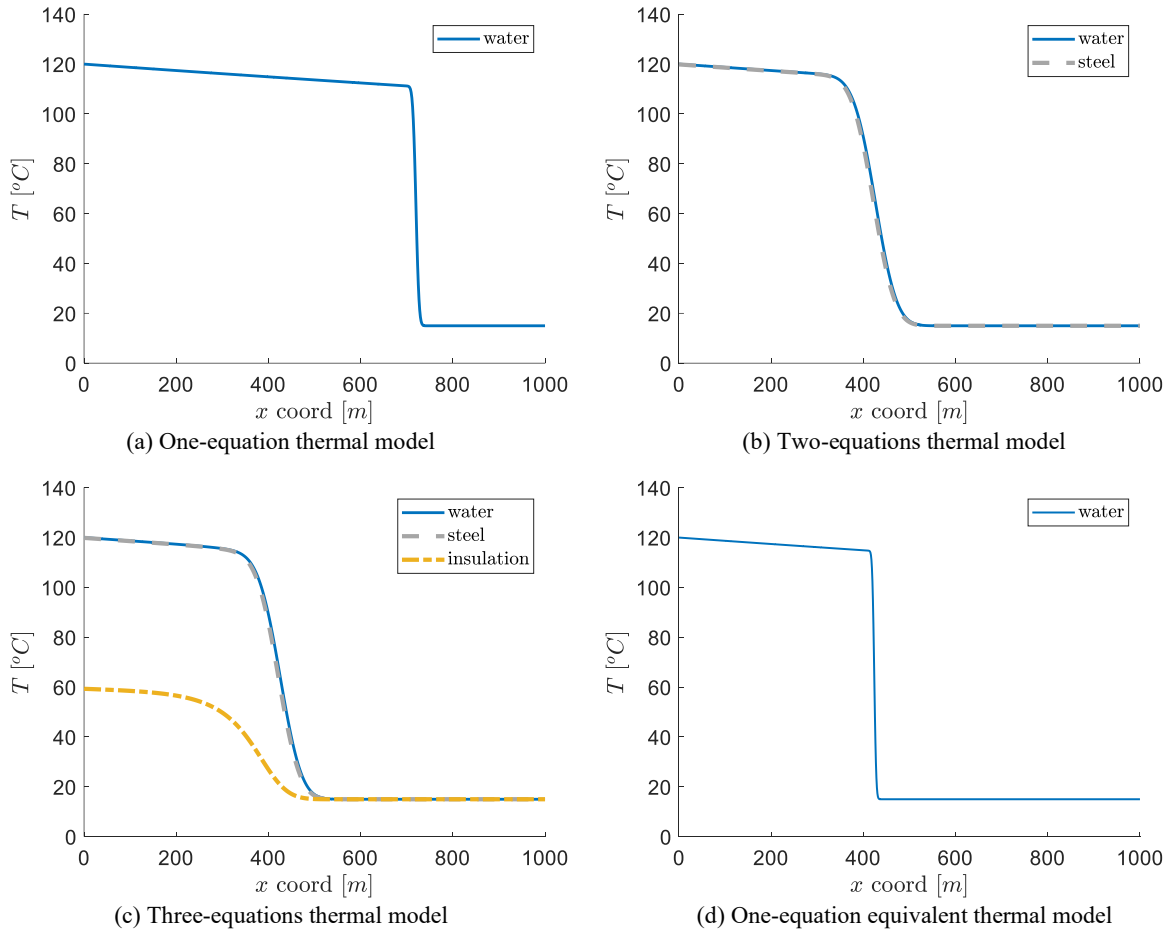 140
120
100
80
60
40
20
0
T [°C]
water
0 200 400 600 800 1000
x coord [m]
(a) One-equation thermal model
140
120
100
80
60
40
20
0
T [°C]
water
steel
0 200 400 600 800 1000
x coord [m]
(b) Two-equations thermal model
140
120
100
80
60
40
20
0
T [°C]
water
steel
insulation
0 200 400 600 800 1000
x coord [m]
(c) Three-equations thermal model
140
120
100
80
60
40
20
0
T [°C]
water
0 200 400 600 800 1000
x coord [m]
(d) One-equation equivalent thermal model